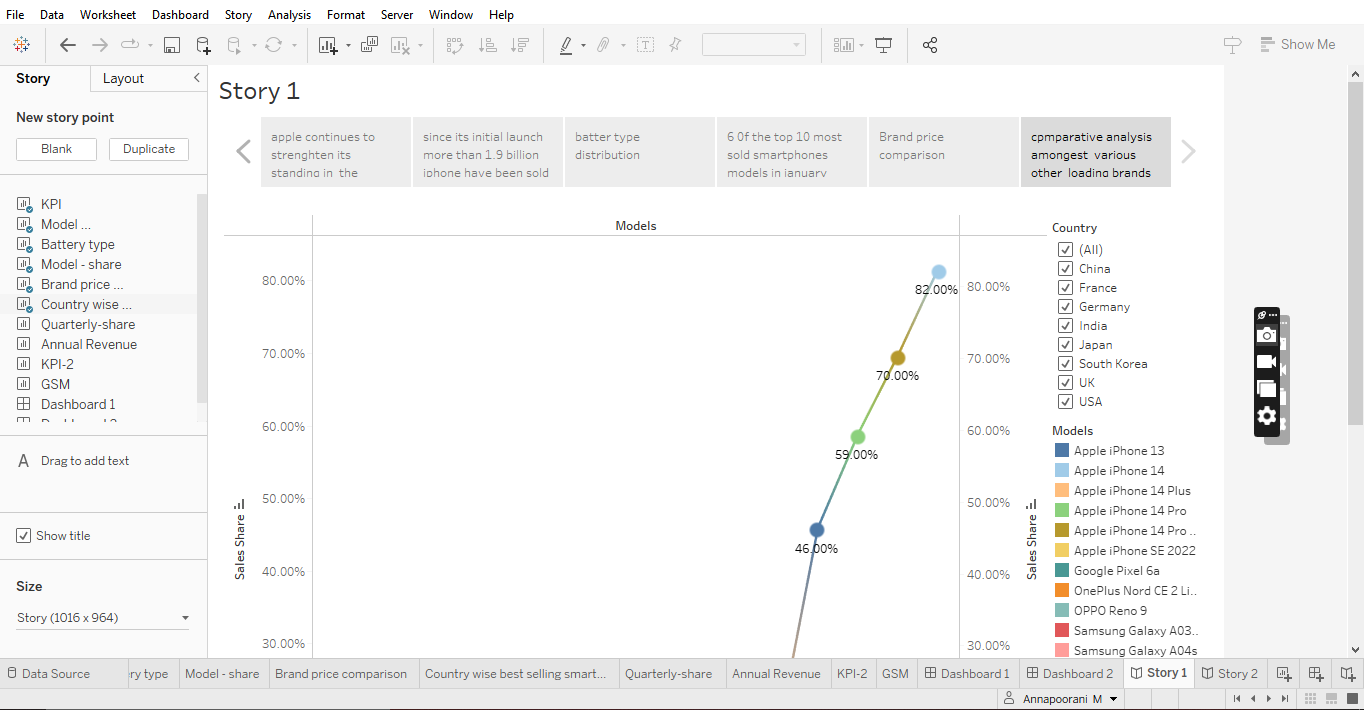 File Data Worksheet Dashboard Story Analysis Format Server Window Help
Show Me
Story Layout
New story point
Blank Duplicate
KPI
Model ...
Battery type
Model - share
Brand price ...
Country wise ...
Quarterly-share
Annual Revenue
KPI-2
GSM
Dashboard 1
A Drag to add text
Show title
Size
Story (1016 x 964)
Story 1
apple continues to
strenghten its
standing in the
since its initial launch
more than 1.9 billion
iphone have been sold
batter type
distribution
6 0f the top 10 most
sold smartphones
models in january
Brand price
comparison
cpmparative analysis
amongest various
other loading brands
Models
80.00%
70.00%
60.00%
50.00%
40.00%
30.00%
Sales Share
82.00%
70.00%
59.00%
46.00%
80.00%
70.00%
60.00%
50.00%
40.00%
30.00%
Sales Share
Country
(All)
China
France
Germany
India
Japan
South Korea
UK
USA
Models
Apple iPhone 13
Apple iPhone 14
Apple iPhone 14 Plus
Apple iPhone 14 Pro
Apple iPhone 14 Pro ..
Apple iPhone SE 2022
Google Pixel 6a
OnePlus Nord CE 2 Li..
OPPO Reno 9
Samsung Galaxy A03..
Samsung Galaxy A04s
Data Source ry type Model - share Brand price comparison Country wise best selling smart... Quarterly-share Annual Revenue KPI-2 GSM Dashboard 1 Dashboard 2 Story 1 Story 2
Annapoorani M